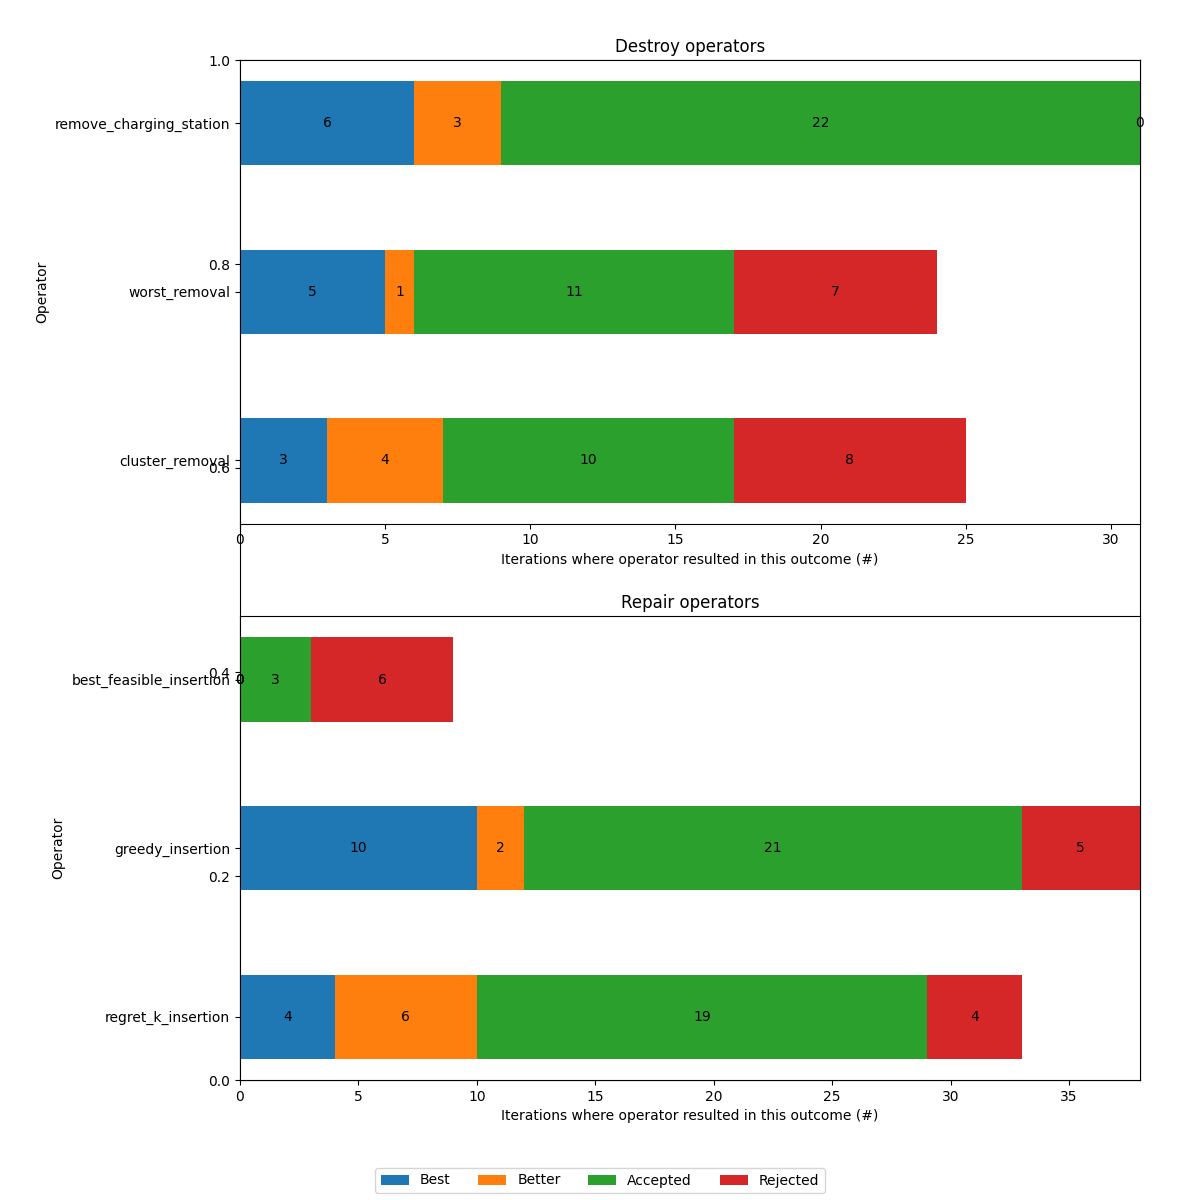 Destroy operators
1.0
remove_charging_station 6 3 22 0
0.8
worst_removal 5 1 11 7
Operator
cluster_removal 3 4 10 8
0.6
0 5 10 15 20 25 30
Iterations where operator resulted in this outcome (#)
Repair operators
0.4
best_feasible_insertion 0 0 3 6
greedy_insertion 10 2 21 5
Operator
0.2
regret_k_insertion 4 6 19 4
0.0
0 5 10 15 20 25 30 35
Iterations where operator resulted in this outcome (#)
Best Better Accepted Rejected